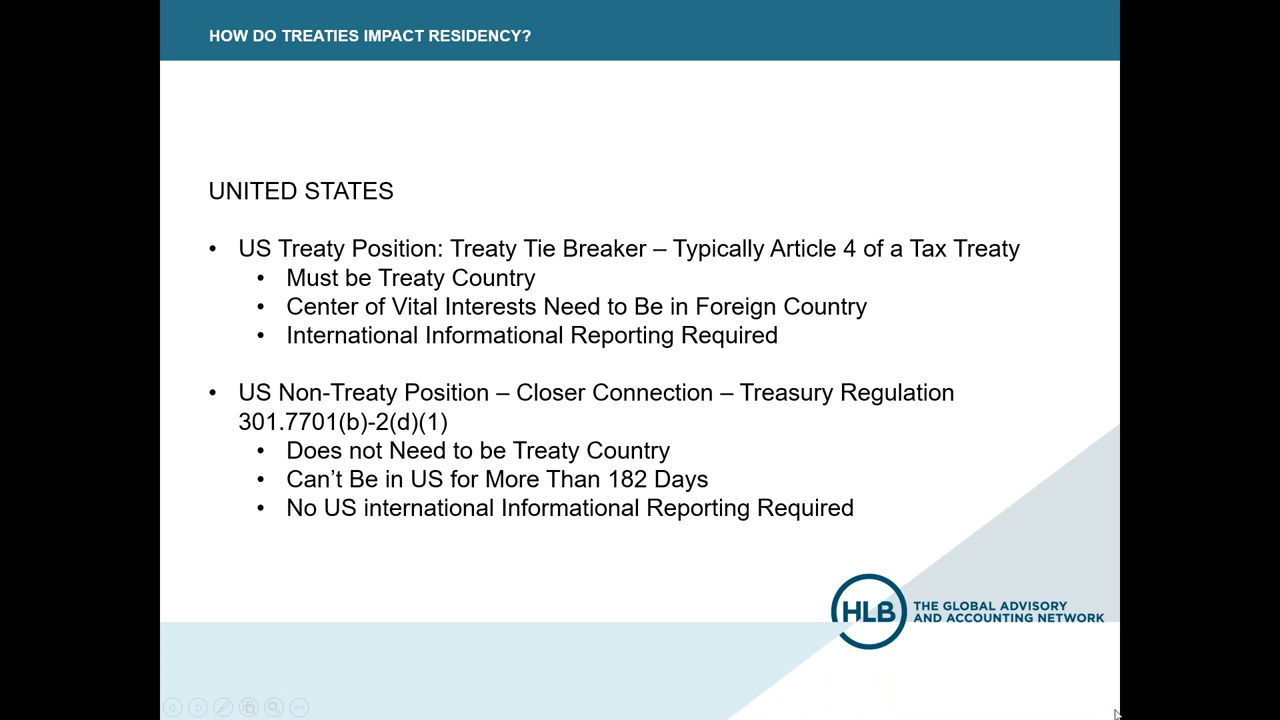 HOW DO TREATIES IMPACT RESIDENCY?
UNITED STATES
• US Treaty Position: Treaty Tie Breaker – Typically Article 4 of a Tax Treaty
• Must be Treaty Country
• Center of Vital Interests Need to Be in Foreign Country
• International Informational Reporting Required
• US Non-Treaty Position – Closer Connection – Treasury Regulation
301.7701(b)-2(d)(1)
• Does not Need to be Treaty Country
• Can’t Be in US for More Than 182 Days
• No US international Informational Reporting Required
HLB
THE GLOBAL ADVISORY
AND ACCOUNTING NETWORK